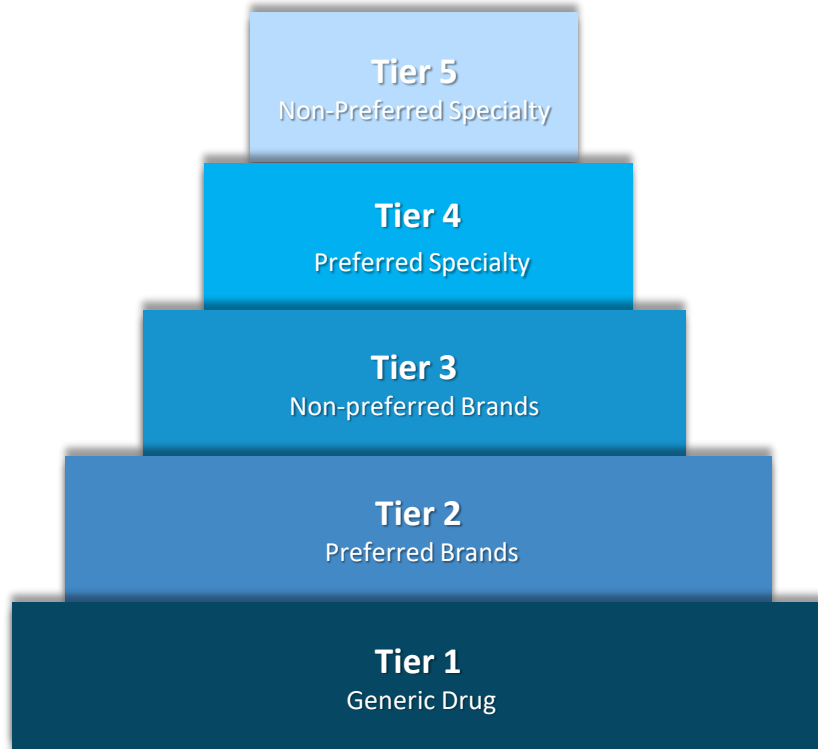 Tier 5
Non-Preferred Specialty
Tier 4
Preferred Specialty
Tier 3
Non-preferred Brands
Tier 2
Preferred Brands
Tier 1
Generic Drug